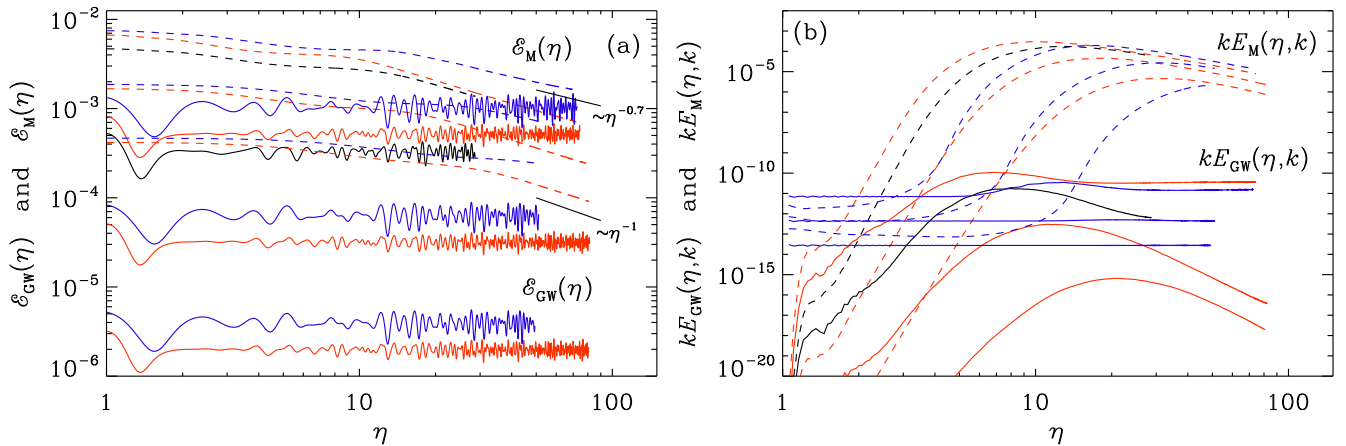 (a)
ℰ_M(η)
~η^−0.7
~η^−1
ℰ_GW(η)
10^−2
10^−3
10^−4
10^−5
10^−6
ℰ_GW(η) and ℰ_M(η)
1
10
100
η
(b)
kE_M(η,k)
kE_GW(η,k)
10^−5
10^−10
10^−15
10^−20
kE_GW(η,k) and kE_M(η,k)
1
10
100
η